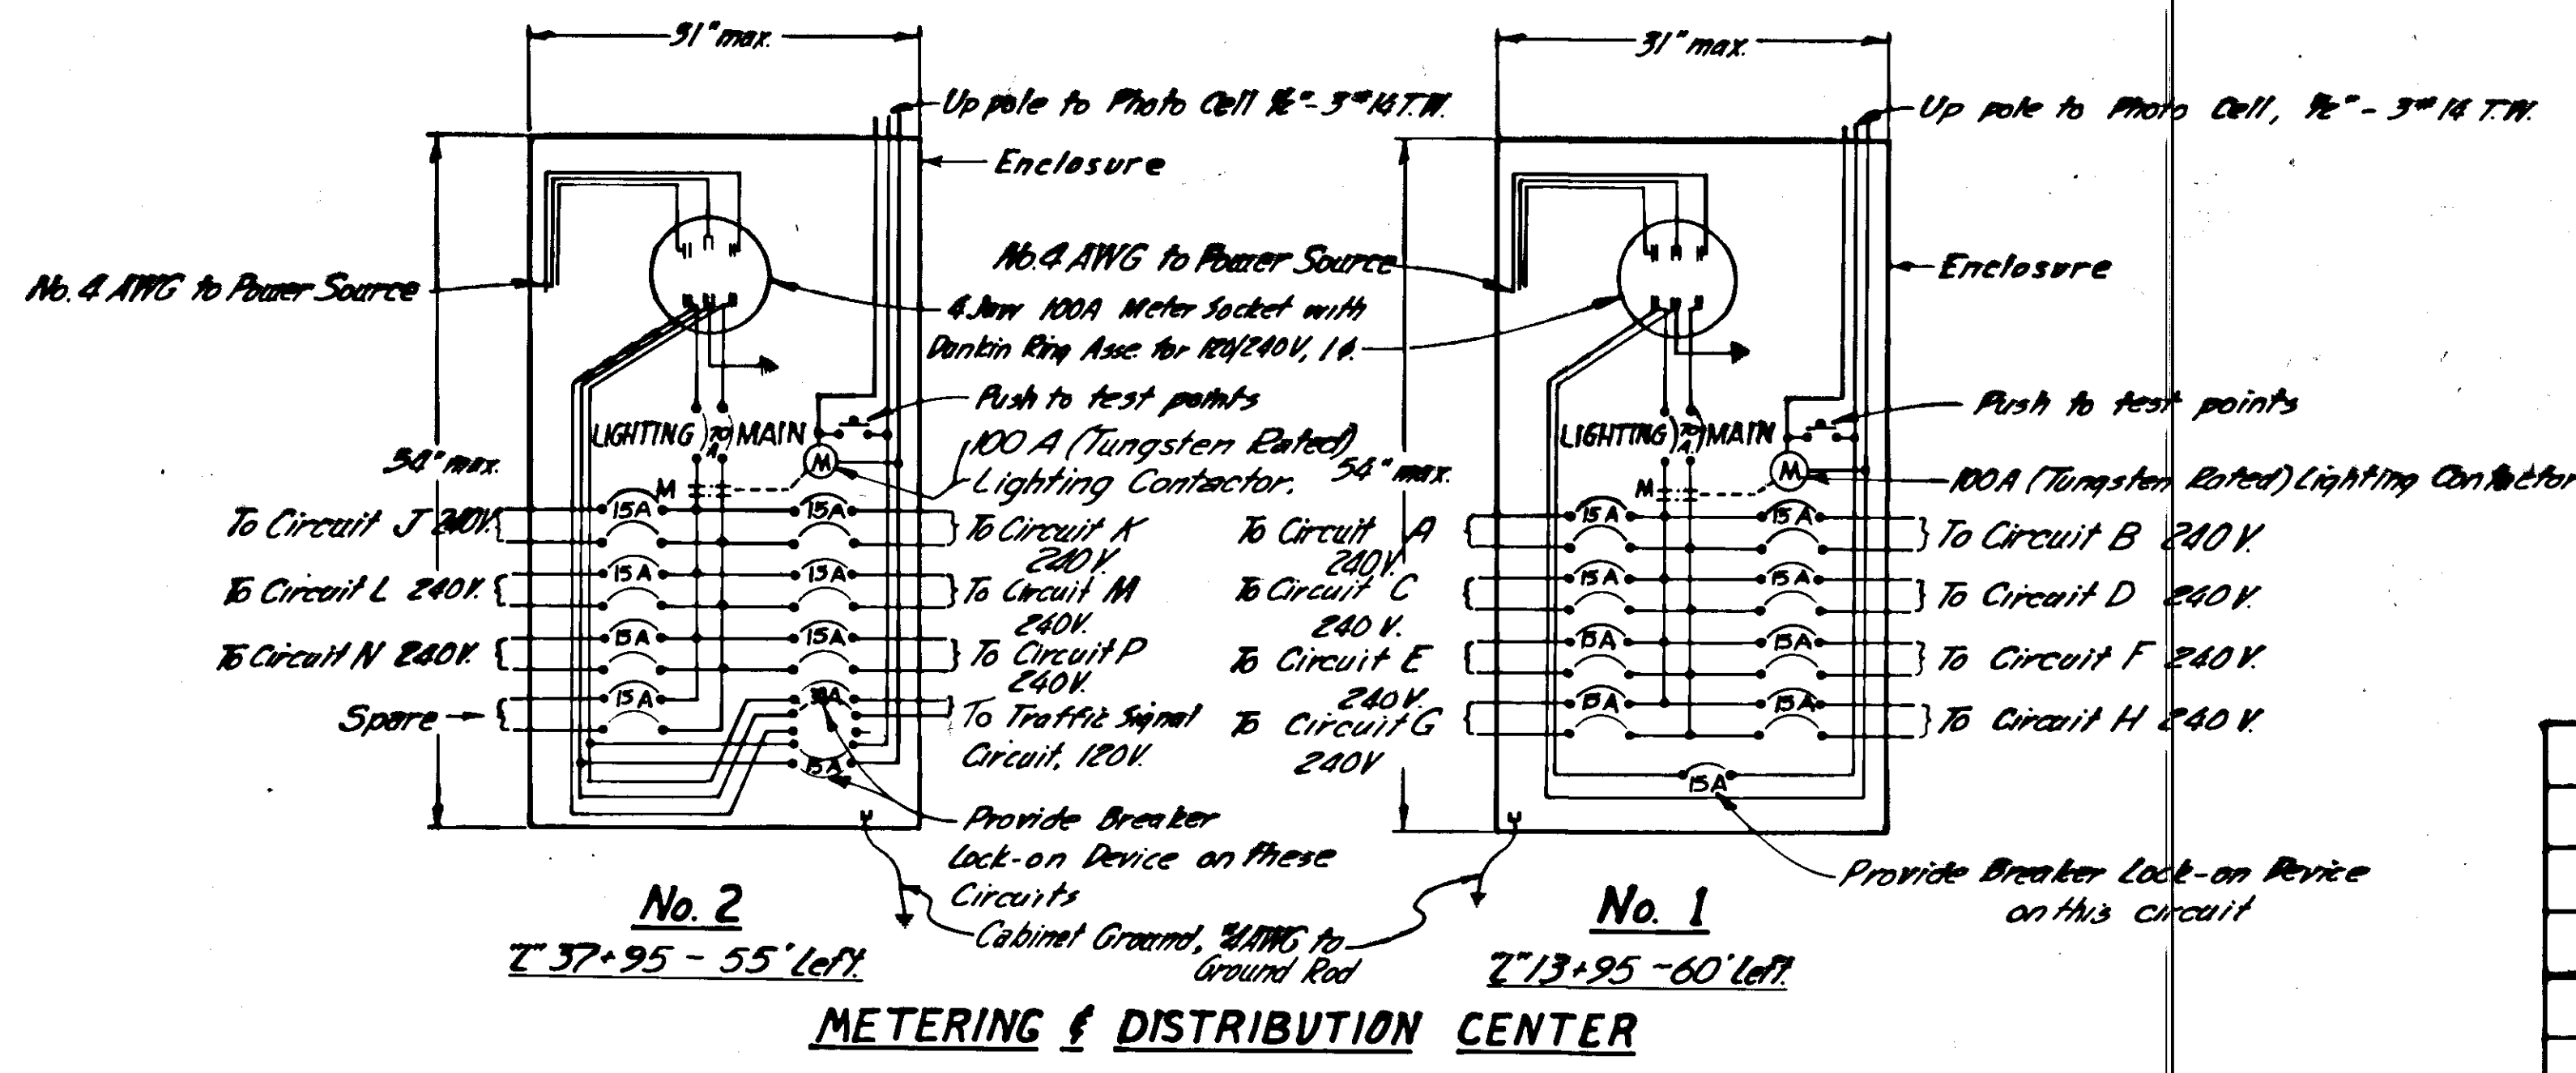 31" max.
Up pole to Photo Cell ½" - 3 #14 T.W.
Enclosure
No. 4 AWG to Power Source
4 Jaw 100A Meter Socket with
Ring Asse. for 120/240V, 1 ϕ.
Push to test points
LIGHTING 70 A MAIN
M
100 A (Tungsten Rated)
Lighting Contactor.
M
54" max.
To Circuit J 240V.
15A
15A
To Circuit K
240V.
To Circuit L 240V.
15A
15A
To Circuit M
240V.
To Circuit N 240V.
15A
15A
To Circuit P
240V.
Spare
15A
To Traffic Signal
Circuit, 120V.
15A
Provide Breaker
Lock-on Device on these
Circuits
Cabinet Ground, #4AWG to
Ground Rod
No. 2
"L" 37+95 - 55' Left.
31" max.
Up pole to Photo Cell, ½" - 3 #14 T.W.
No. 4 AWG to Power Source
Enclosure
Push to test points
LIGHTING 70 A MAIN
M
100A (Tungsten Rated) Lighting Contactor
M
54" max.
To Circuit A
240V.
15A
15A
To Circuit B 240V.
To Circuit C
240 V.
15A
15A
To Circuit D 240V.
To Circuit E
240V.
15A
15A
To Circuit F 240V.
To Circuit G
240V
15A
15A
To Circuit H 240V.
15A
Provide Breaker Lock-on Device
on this circuit
No. 1
"L" 13+95 - 60' Left.
METERING & DISTRIBUTION CENTER